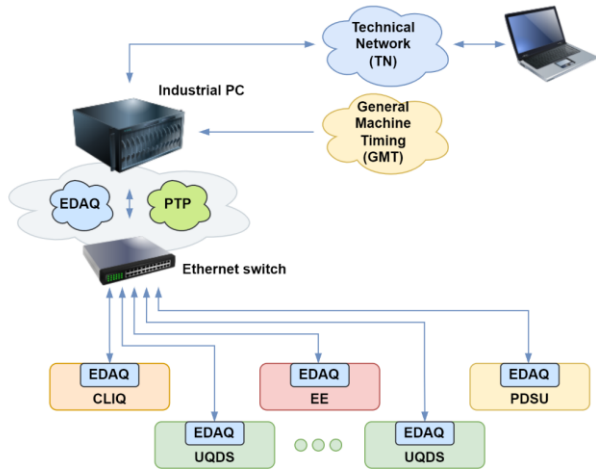 Technical
Network
(TN)
Industrial PC
General
Machine
Timing
(GMT)
EDAQ
PTP
Ethernet switch
EDAQ
CLIQ
EDAQ
EE
EDAQ
PDSU
EDAQ
UQDS
EDAQ
UQDS